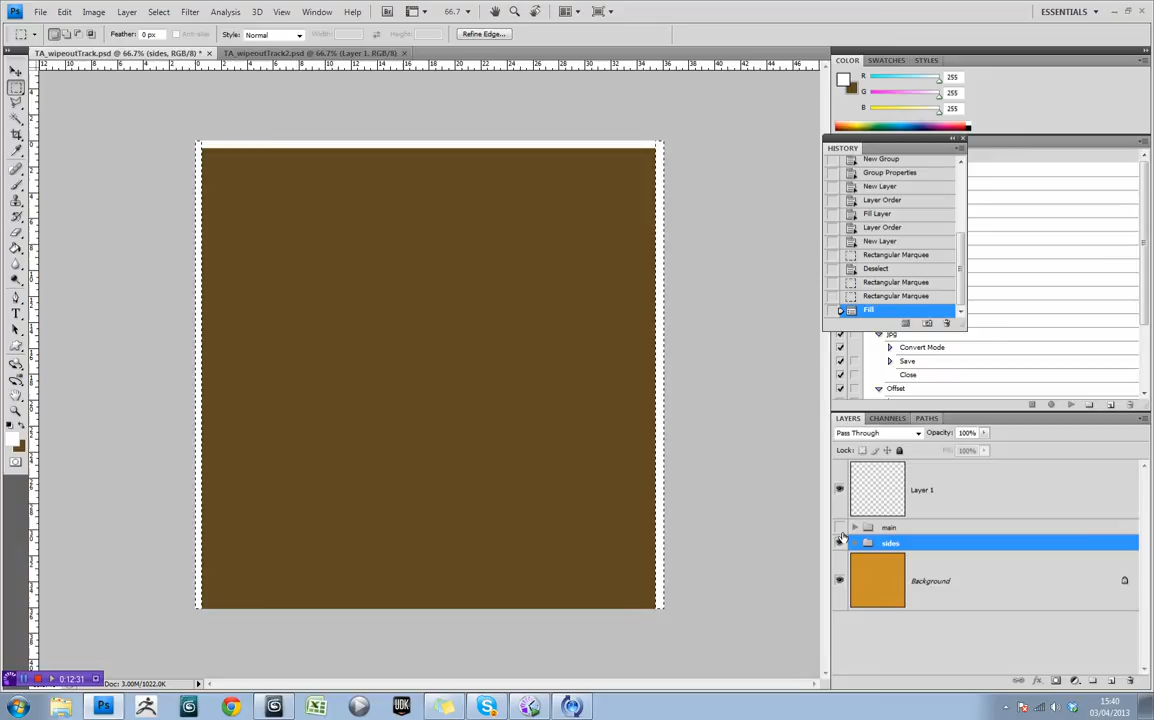 Ps File Edit Image Layer Select Filter Analysis 3D View Window Help Br 66.7 ESSENTIALS
Feather: 0 px Anti-alias Style: Normal Width: Height: Refine Edge...
TA_wipeoutTrack.psd @ 66.7% (sides, RGB/8) * × TA_wipeoutTrack2.psd @ 66.7% (Layer 1, RGB/8) ×
COLOR SWATCHES STYLES
R 255
G 255
B 255
HISTORY
New Group
Group Properties
New Layer
Layer Order
Fill Layer
Layer Order
New Layer
Rectangular Marquee
Deselect
Rectangular Marquee
Rectangular Marquee
Fill
jpg
Convert Mode
Save
Close
Offset
LAYERS CHANNELS PATHS
Pass Through Opacity: 100%
Lock: Fill: 100%
Layer 1
main
sides
Background
0:12:31
Doc: 3.00M/1022.0K
Ps UDK
15:40
03/04/2013